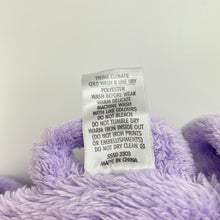 THINK CLIMATE
COLD WASH & LINE DRY
POLYESTER
WASH BEFORE WEAR
WARM DELICATE
MACHINE WASH
WITH LIKE COLOURS
DO NOT BLEACH
DO NOT TUMBLE DRY
WARM IRON INSIDE OUT
(DO NOT IRON PRINTS
OR EMBELLISHMENTS)
DO NOT DRY CLEAN
MADE IN
CHINA